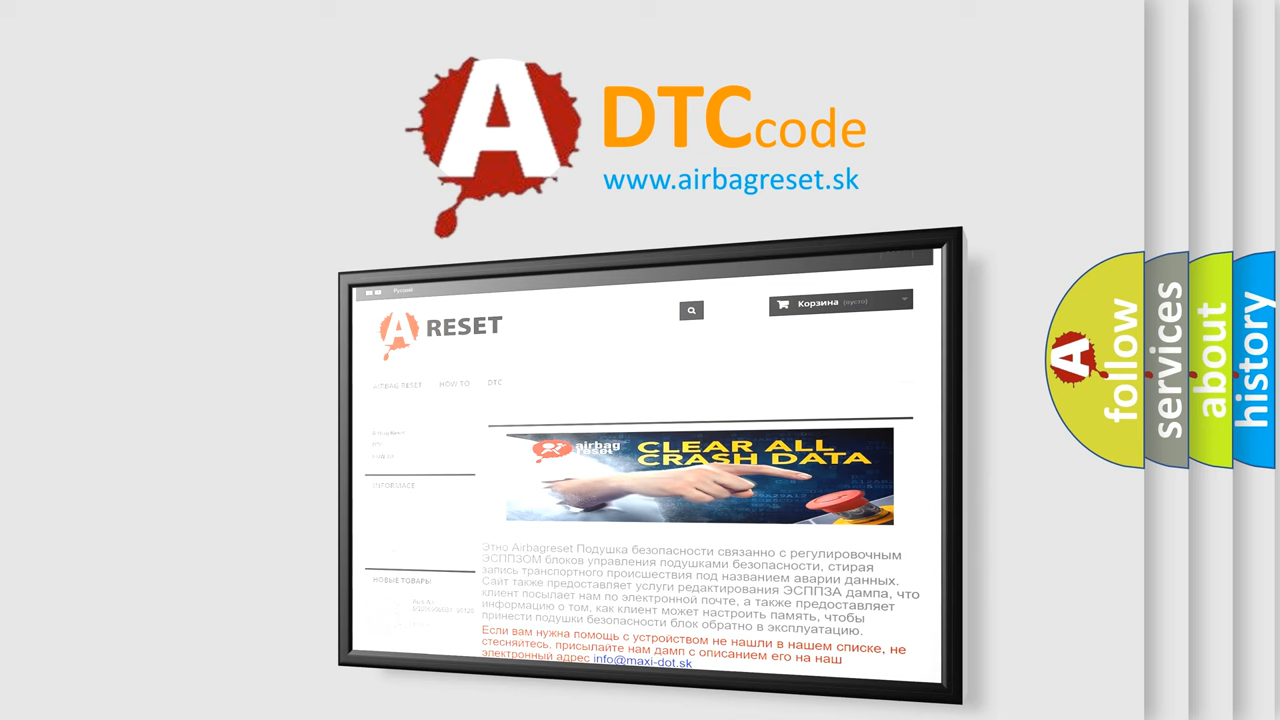 A DTCcode
www.airbagreset.sk
Русский
A RESET
Корзина (пусто)
AIRBAG RESET HOW TO DTC
INFORMACE
airbag
reset
CLEAR ALL
CRASH DATA
Этно Airbagreset Подушка безопасности связанно с регулировочным
ЭСППЗОМ блоков управления подушками безопасности, стирая
запись транспортного происшествия под названием аварии данных.
Сайт также предоставляет услуги редактирования ЭСППЗА дампа, что
клиент посылает нам по электронной почте, а также предоставляет
информацию о том, как клиент может настроить память, чтобы
принести подушки безопасности блок обратно в эксплуатацию.
Если вам нужна помощь с устройством не нашли в нашем списке, не
стесняйтесь, присылайте нам дамп с описанием его на наш
электронный адрес info@maxi-dot.sk
НОВЫЕ ТОВАРЫ
A follow
services
about
history